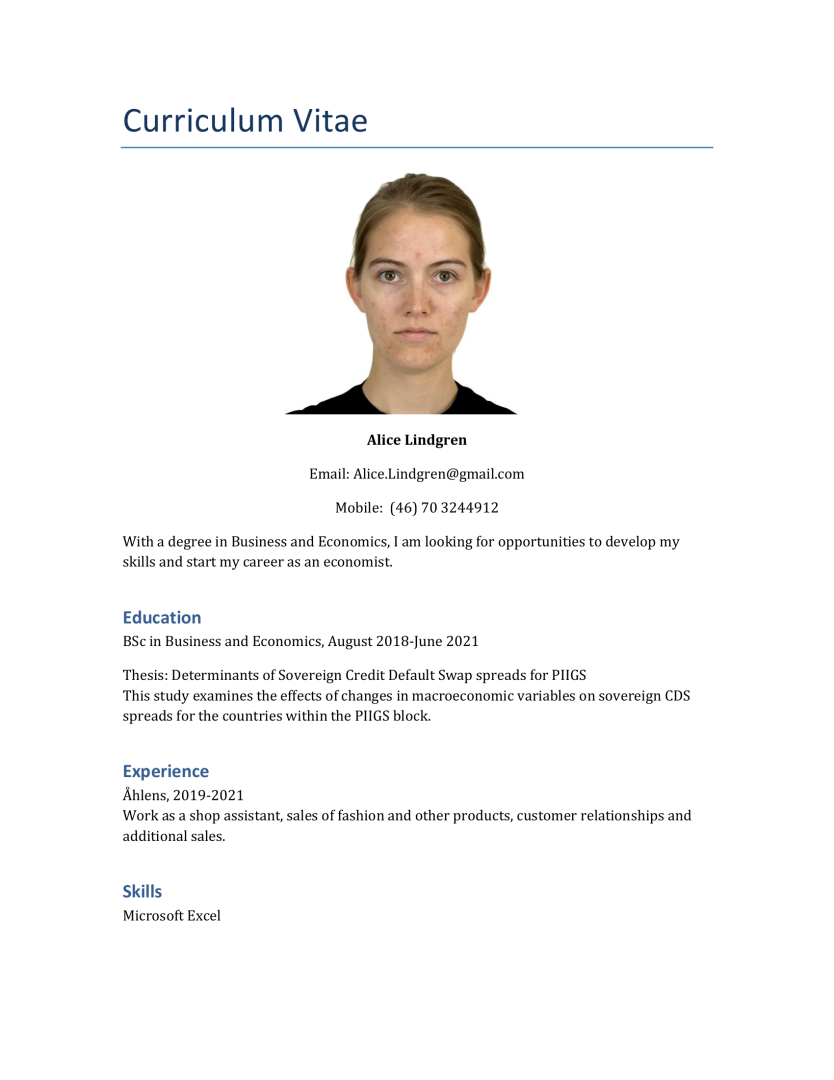 Curriculum Vitae
Alice Lindgren
Email: Alice.Lindgren@gmail.com
Mobile:  (46) 70 3244912
With a degree in Business and Economics, I am looking for opportunities to develop my
skills and start my career as an economist.
Education
BSc in Business and Economics, August 2018-June 2021
Thesis: Determinants of Sovereign Credit Default Swap spreads for PIIGS
This study examines the effects of changes in macroeconomic variables on sovereign CDS
spreads for the countries within the PIIGS block.
Experience
Åhlens, 2019-2021
Work as a shop assistant, sales of fashion and other products, customer relationships and
additional sales.
Skills
Microsoft Excel